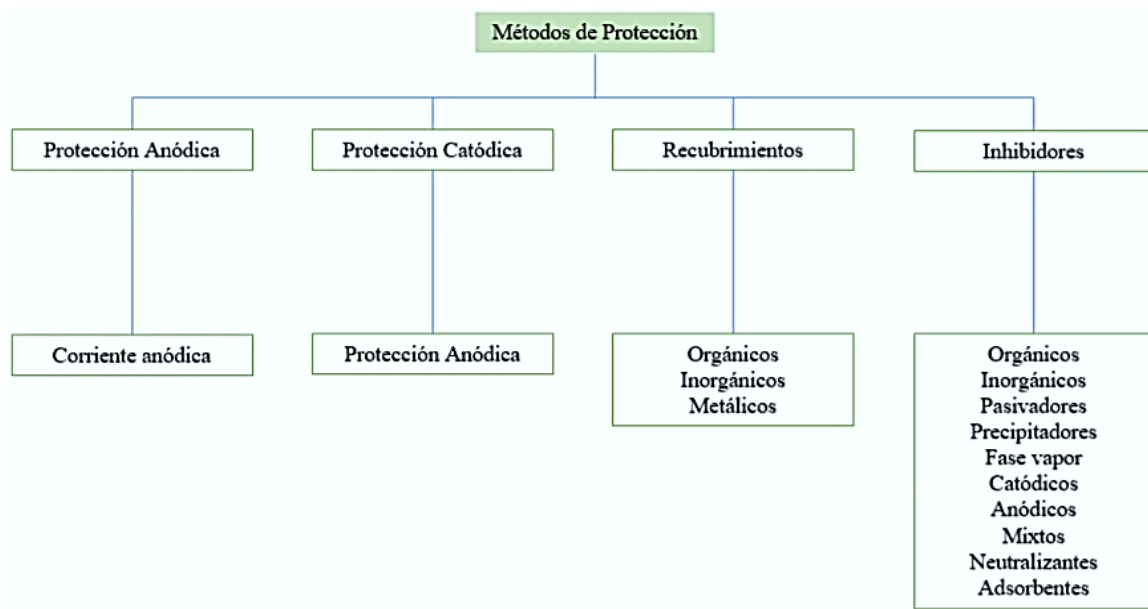 Métodos de Protección
Protección Anódica
Protección Catódica
Recubrimientos
Inhibidores
Corriente anódica
Protección Anódica
Orgánicos
Inorgánicos
Metálicos
Orgánicos
Inorgánicos
Pasivadores
Precipitadores
Fase vapor
Catódicos
Anódicos
Mixtos
Neutralizantes
Adsorbentes